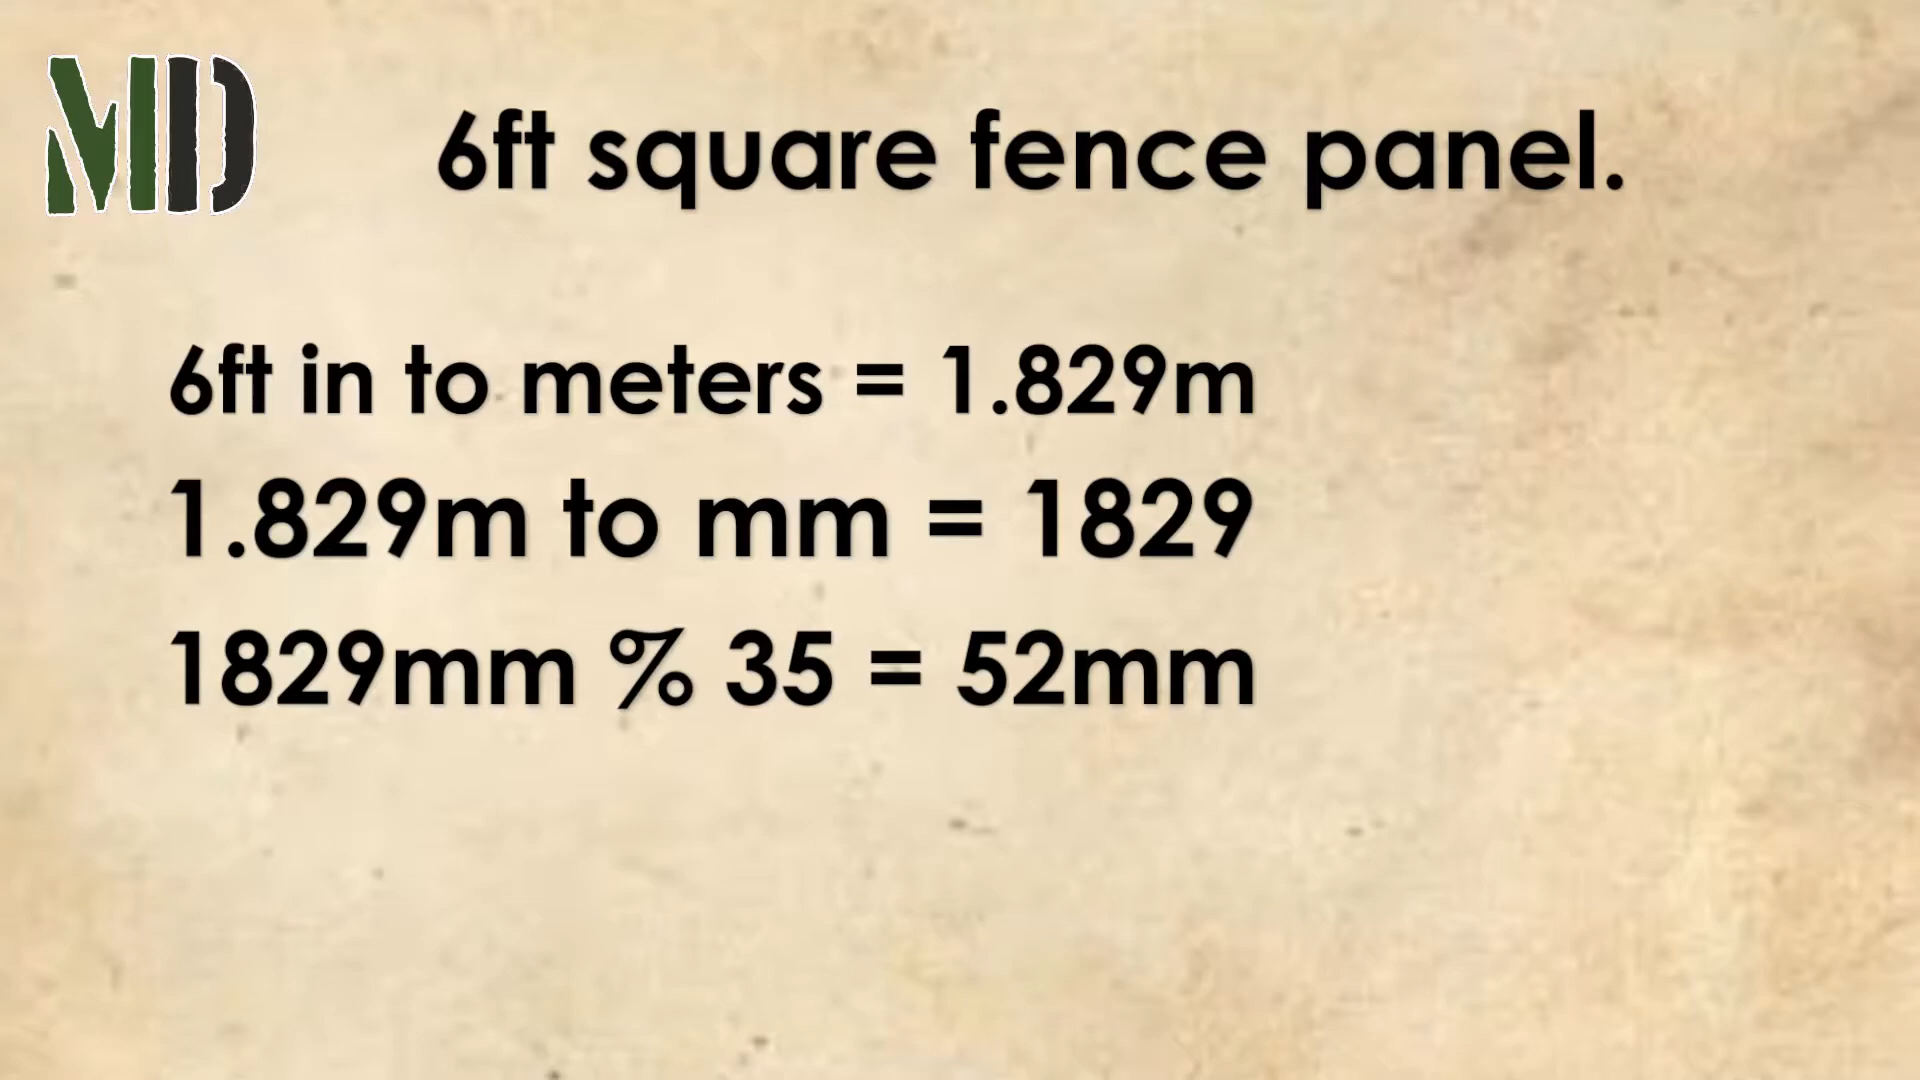 MD
6ft square fence panel.
6ft in to meters = 1.829m
1.829m to mm = 1829
1829mm % 35 = 52mm